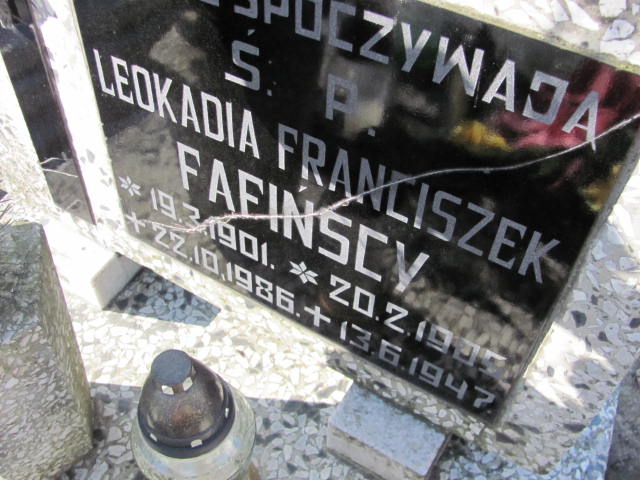 SPOCZYWAJĄ
Ś. P.
LEOKADIA FRANCISZEK
FAFIŃSCY
* 19.3.1901. * 20.2.1905
+ 22.10.1986. + 13.6.1947